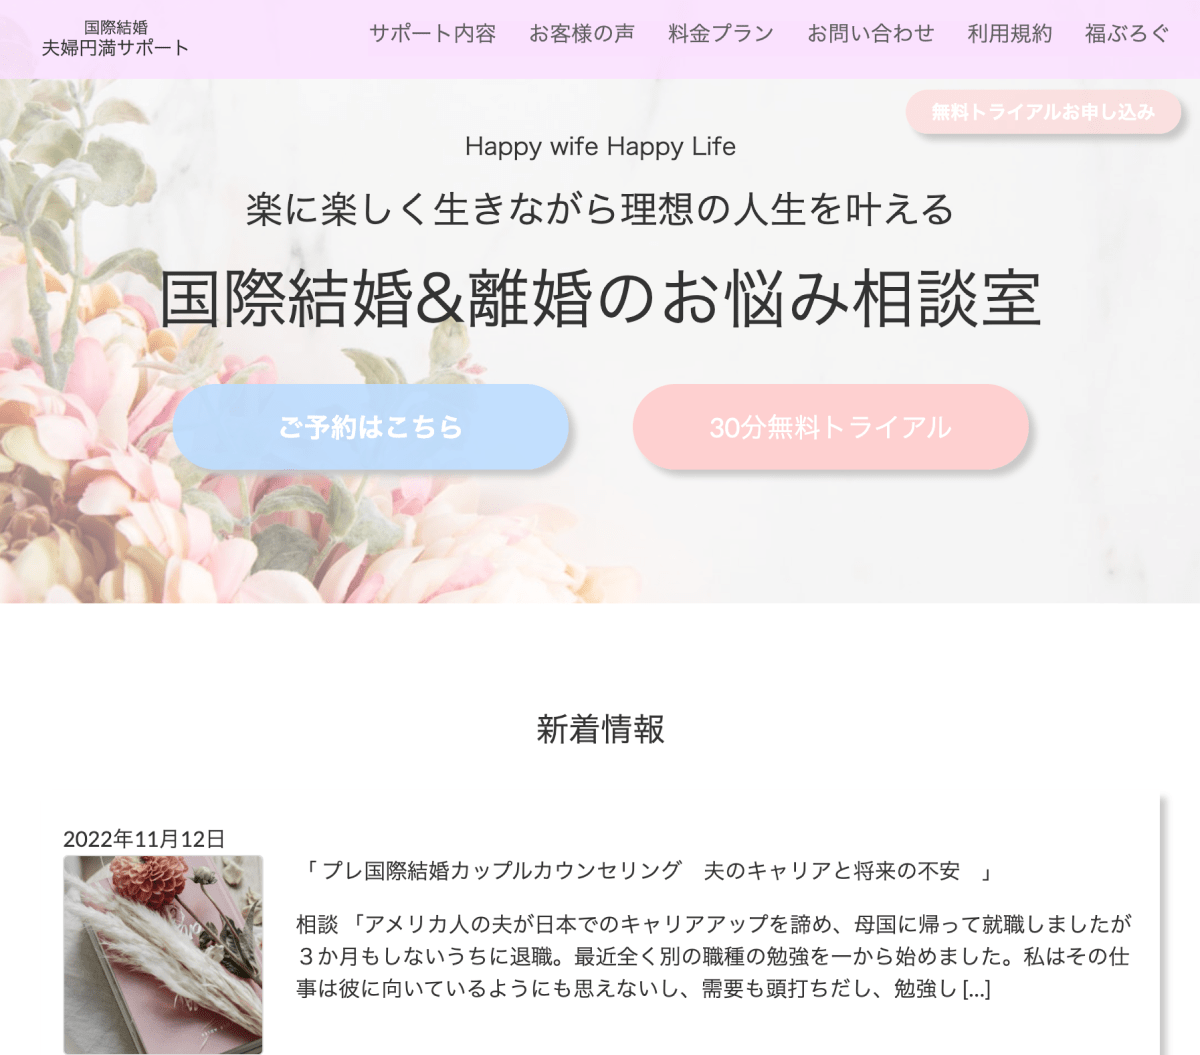 国際結婚
夫婦円満サポート
サポート内容 お客様の声 料金プラン お問い合わせ 利用規約 福ぶろぐ
無料トライアルお申し込み
Happy wife Happy Life
楽に楽しく生きながら理想の人生を叶える
国際結婚&離婚のお悩み相談室
ご予約はこちら
30分無料トライアル
新着情報
2022年11月12日
「 プレ国際結婚カップルカウンセリング　夫のキャリアと将来の不安　」
相談 「アメリカ人の夫が日本でのキャリアアップを諦め、母国に帰って就職しましたが
３か月もしないうちに退職。最近全く別の職種の勉強を一から始めました。私はその仕
事は彼に向いているようにも思えないし、需要も頭打ちだし、勉強し [...]